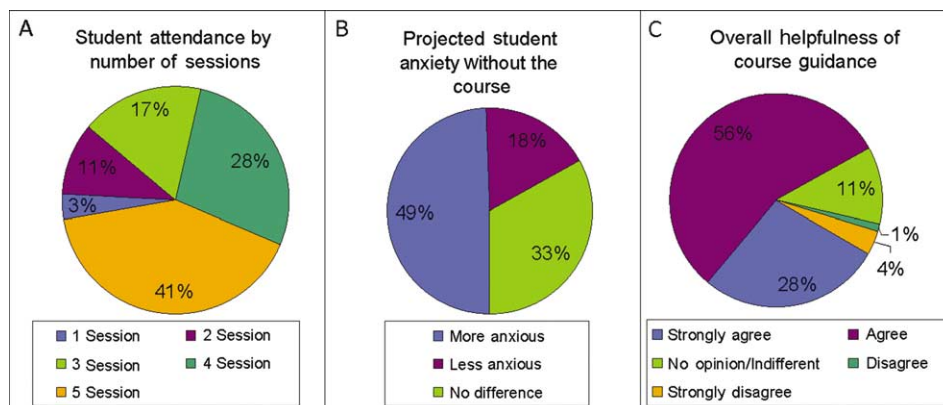 A
Student attendance by
number of sessions
17%
28%
11%
3%
41%
1 Session
2 Session
3 Session
4 Session
5 Session
B
Projected student
anxiety without the
course
18%
49%
33%
More anxious
Less anxious
No difference
C
Overall helpfulness of
course guidance
56%
11%
1%
4%
28%
Strongly agree
Agree
No opinion/Indifferent
Disagree
Strongly disagree